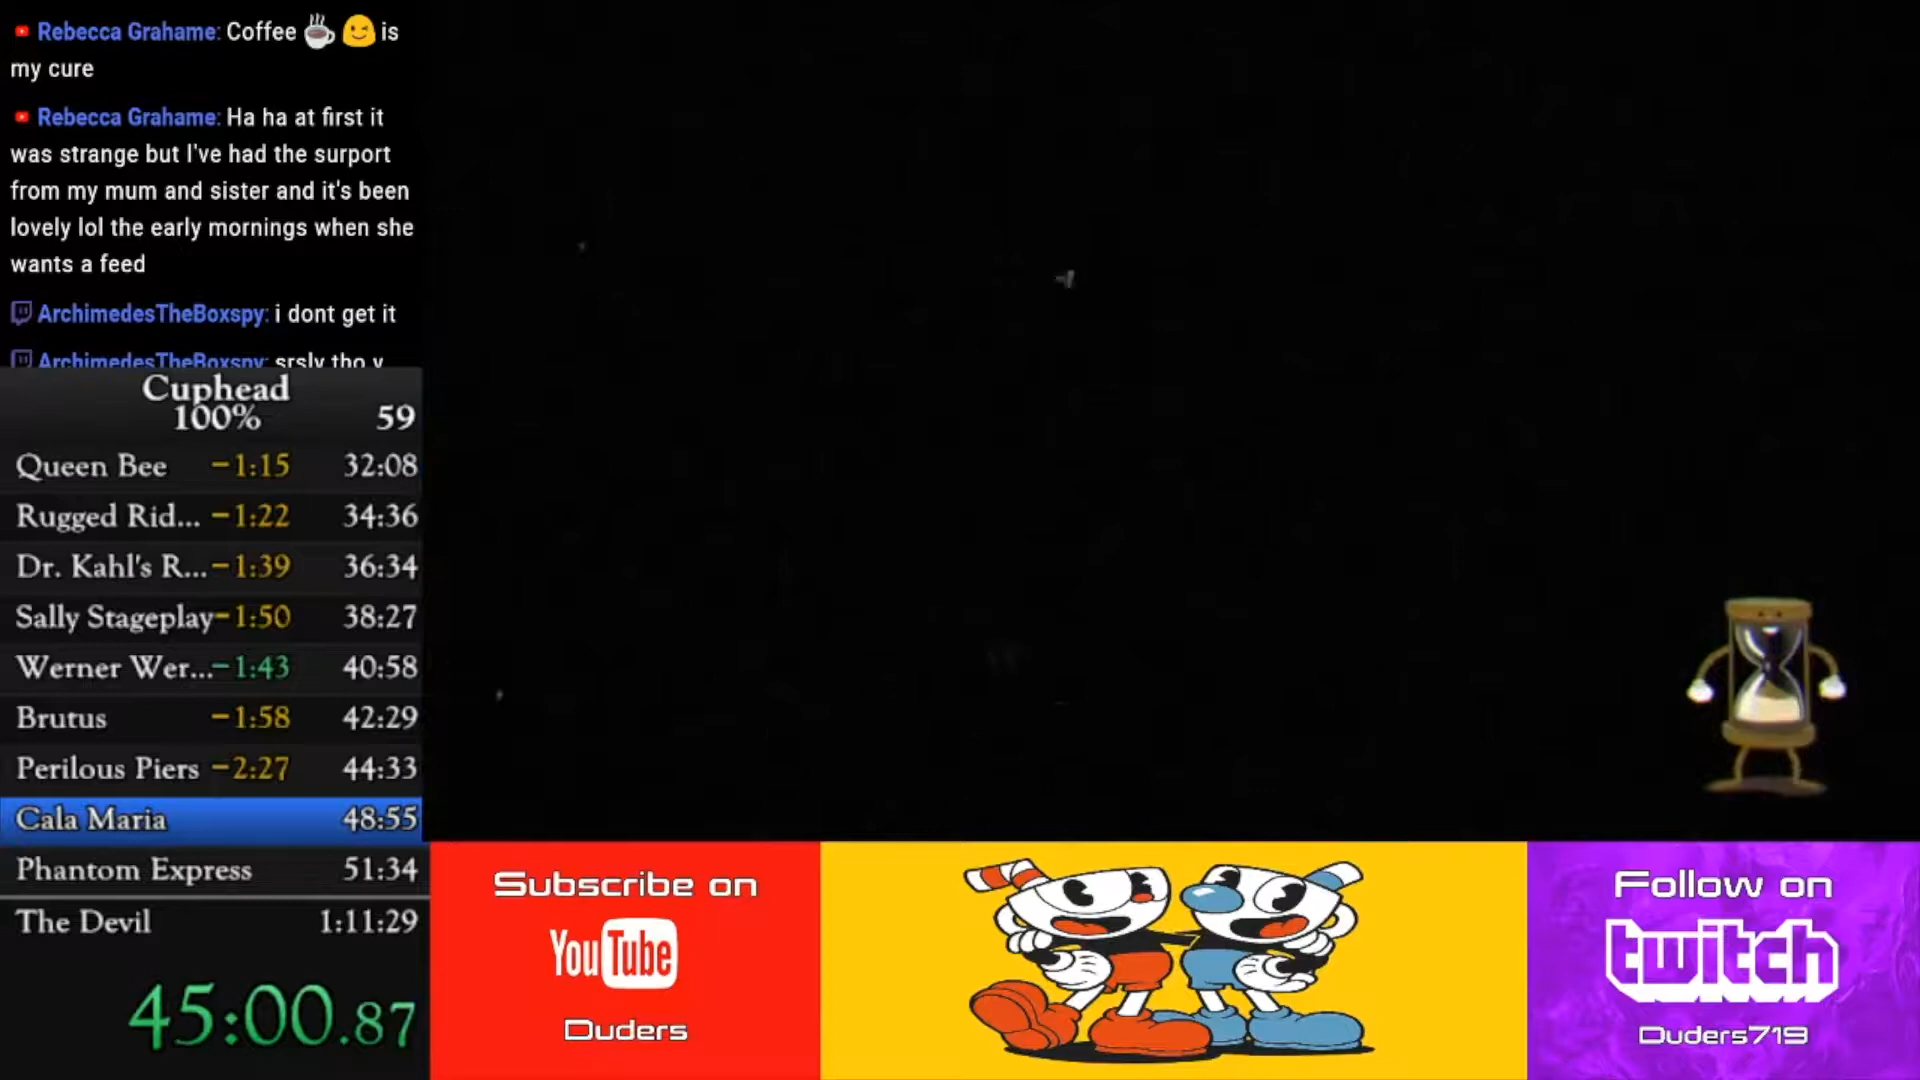 Rebecca Grahame: Coffee ☕ 😉 is
my cure
Rebecca Grahame: Ha ha at first it
was strange but I've had the surport
from my mum and sister and it's been
lovely lol the early mornings when she
wants a feed
ArchimedesTheBoxspy: i dont get it
ArchimedesTheBoxspy: srsly tho y
Cuphead
100% 59
Queen Bee -1:15 32:08
Rugged Rid... -1:22 34:36
Dr. Kahl's R... -1:39 36:34
Sally Stageplay -1:50 38:27
Werner Wer... -1:43 40:58
Brutus -1:58 42:29
Perilous Piers -2:27 44:33
Cala Maria 48:55
Phantom Express 51:34
The Devil 1:11:29
45:00.87
Subscribe on
YouTube
Duders
Follow on
twitch
Duders719